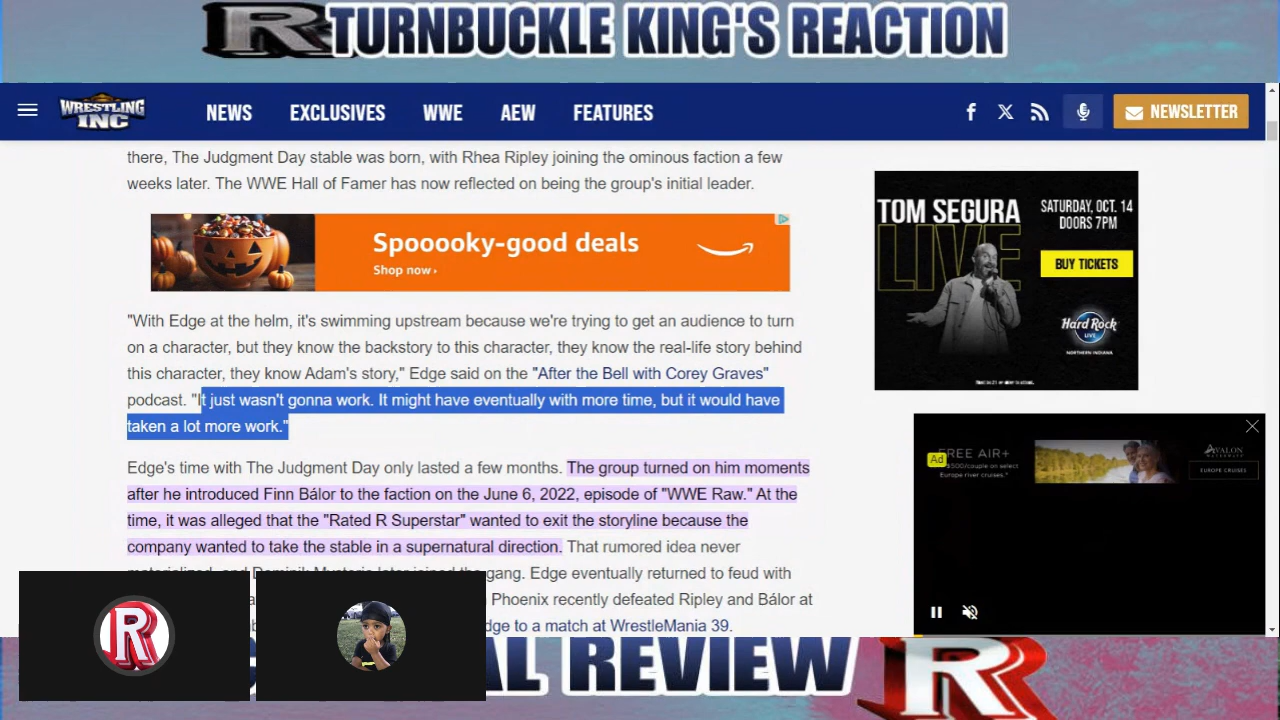 R TURNBUCKLE KING'S REACTION
WRESTLING
INC
NEWS EXCLUSIVES WWE AEW FEATURES
NEWSLETTER
there, The Judgment Day stable was born, with Rhea Ripley joining the ominous faction a few
weeks later. The WWE Hall of Famer has now reflected on being the group's initial leader.
Spooooky-good deals
Shop now ›
"With Edge at the helm, it's swimming upstream because we're trying to get an audience to turn
on a character, but they know the backstory to this character, they know the real-life story behind
this character, they know Adam's story," Edge said on the "After the Bell with Corey Graves"
podcast. "It just wasn't gonna work. It might have eventually with more time, but it would have
taken a lot more work."
Edge's time with The Judgment Day only lasted a few months. The group turned on him moments
after he introduced Finn Bálor to the faction on the June 6, 2022, episode of "WWE Raw." At the
time, it was alleged that the "Rated R Superstar" wanted to exit the storyline because the
company wanted to take the stable in a supernatural direction. That rumored idea never
gang. Edge eventually returned to feud with
Phoenix recently defeated Ripley and Bálor at
to a match at WrestleMania 39.
TOM SEGURA
LIVE
SATURDAY, OCT. 14
DOORS 7PM
BUY TICKETS
Hard Rock
LIVE
NORTHERN INDIANA
Ad
FREE AIR+
$500/couple on select
Europe river cruises.*
AVALON
WATERWAYS
EUROPE CRUISES
R
REVIEW R